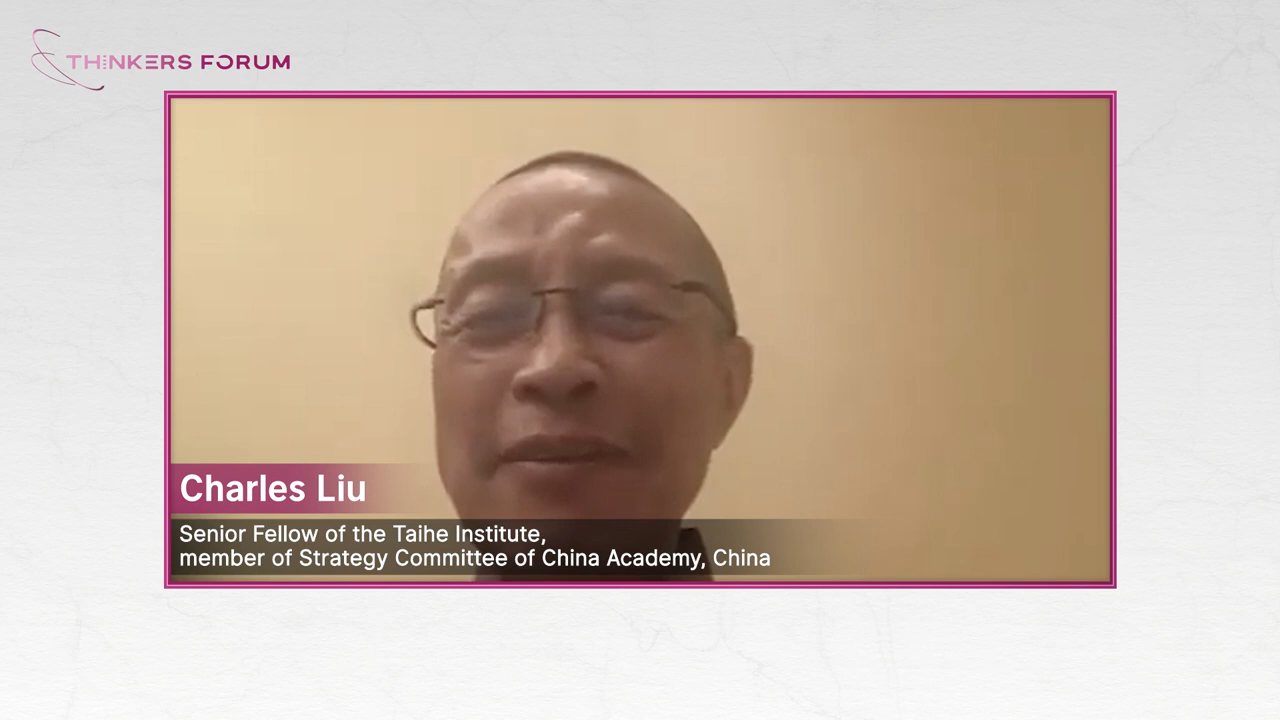 THINKERS FORUM
Charles Liu
Senior Fellow of the Taihe Institute,
member of Strategy Committee of China Academy, China